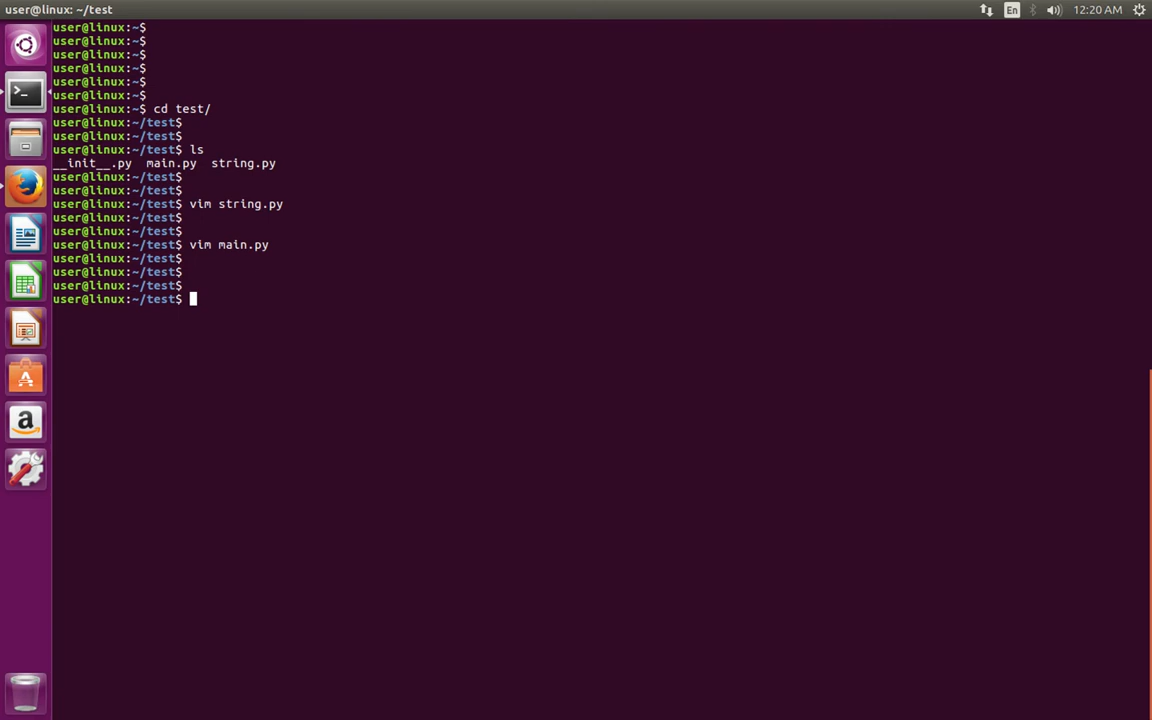 user@linux: ~/test
En
12:20 AM
user@linux:~$
user@linux:~$
user@linux:~$
user@linux:~$
user@linux:~$
user@linux:~$
user@linux:~$ cd test/
user@linux:~/test$
user@linux:~/test$
user@linux:~/test$ ls
__init__.py  main.py  string.py
user@linux:~/test$
user@linux:~/test$
user@linux:~/test$ vim string.py
user@linux:~/test$
user@linux:~/test$
user@linux:~/test$ vim main.py
user@linux:~/test$
user@linux:~/test$
user@linux:~/test$
user@linux:~/test$